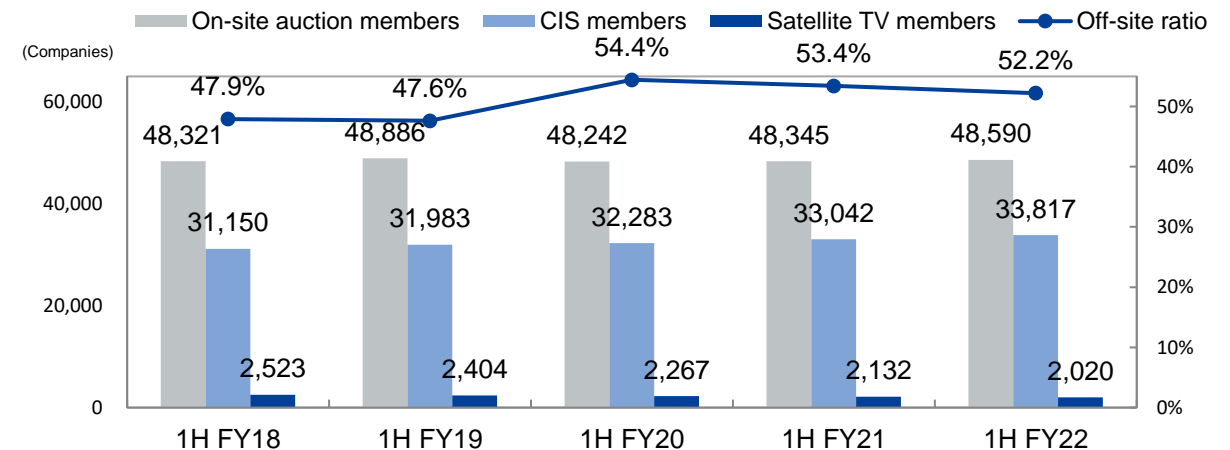 On-site auction members CIS members Satellite TV members Off-site ratio
(Companies)
47.9% 47.6% 54.4% 53.4% 52.2%
60,000 50%
48,321 48,886 48,242 48,345 48,590
40%
40,000
31,150 31,983 32,283 33,042 33,817
30%
20,000 20%
10%
2,523 2,404 2,267 2,132 2,020
0 0%
1H FY18 1H FY19 1H FY20 1H FY21 1H FY22